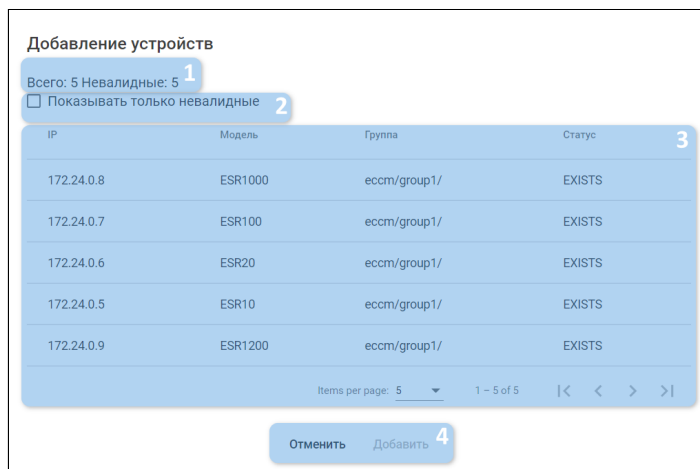 Добавление устройств
Всего: 5 Невалидные: 5 1
Показывать только невалидные 2
IP Модель Группа Статус 3
172.24.0.8 ESR1000 eccm/group1/ EXISTS
172.24.0.7 ESR100 eccm/group1/ EXISTS
172.24.0.6 ESR20 eccm/group1/ EXISTS
172.24.0.5 ESR10 eccm/group1/ EXISTS
172.24.0.9 ESR1200 eccm/group1/ EXISTS
Items per page: 5 1 – 5 of 5
Отменить Добавить 4